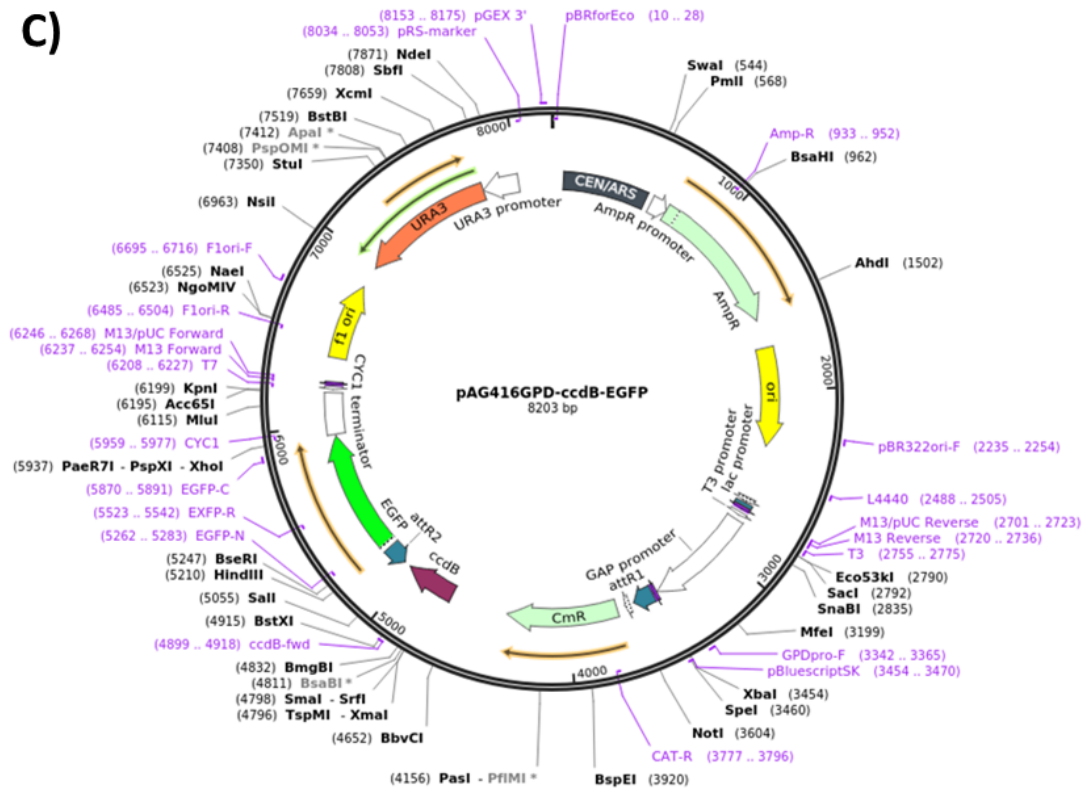 C)
(8153 .. 8175) pGEX 3'
pBRforEco (10 .. 28)
(8034 .. 8053) pRS-marker
(7871) NdeI
(7808) SbfI
(7659) XcmI
(7519) BstBI
(7412) ApaI *
(7408) PspOMI *
(7350) StuI
(6963) NsiI
(6695 .. 6716) F1ori-F
(6525) NaeI
(6523) NgoMIV
(6485 .. 6504) F1ori-R
(6246 .. 6268) M13/pUC Forward
(6237 .. 6254) M13 Forward
(6208 .. 6227) T7
(6199) KpnI
(6195) Acc65I
(6115) MluI
(5959 .. 5977) CYC1
(5937) PaeR7I - PspXI - XhoI
(5870 .. 5891) EGFP-C
(5523 .. 5542) EXFP-R
(5262 .. 5283) EGFP-N
(5247) BseRI
(5210) HindIII
(5055) SalI
(4915) BstXI
(4899 .. 4918) ccdB-fwd
(4832) BmgBI
(4811) BsaBI *
(4798) SmaI - SrfI
(4796) TspMI - XmaI
(4652) BbvCI
(4156) PasI - PflMI *
SwaI (544)
PmlI (568)
Amp-R (933 .. 952)
BsaHI (962)
AhdI (1502)
pBR322ori-F (2235 .. 2254)
L4440 (2488 .. 2505)
M13/pUC Reverse (2701 .. 2723)
M13 Reverse (2720 .. 2736)
T3 (2755 .. 2775)
Eco53kI (2790)
SacI (2792)
SnaBI (2835)
MfeI (3199)
GPDpro-F (3342 .. 3365)
pBluescriptSK (3454 .. 3470)
XbaI (3454)
SpeI (3460)
NotI (3604)
CAT-R (3777 .. 3796)
BspEI (3920)
8000
1000
2000
3000
4000
5000
6000
7000
CEN/ARS
AmpR promoter
AmpR
ori
lac promoter
T3 promoter
GAP promoter
attR1
CmR
ccdB
attR2
EGFP
CYC1 terminator
f1 ori
URA3
URA3 promoter
pAG416GPD-ccdB-EGFP
8203 bp